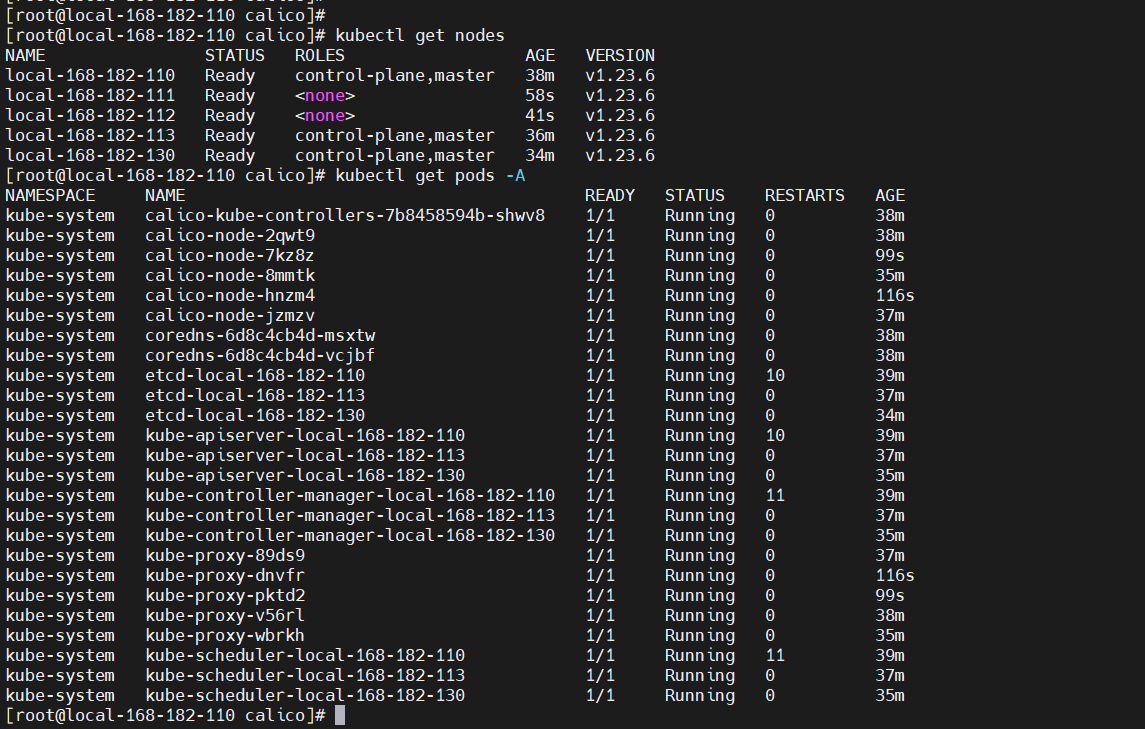 [root@local-168-182-110 calico]#
[root@local-168-182-110 calico]# kubectl get nodes
NAME                STATUS   ROLES                  AGE   VERSION
local-168-182-110   Ready    control-plane,master   38m   v1.23.6
local-168-182-111   Ready    <none>                 58s   v1.23.6
local-168-182-112   Ready    <none>                 41s   v1.23.6
local-168-182-113   Ready    control-plane,master   36m   v1.23.6
local-168-182-130   Ready    control-plane,master   34m   v1.23.6
[root@local-168-182-110 calico]# kubectl get pods -A
NAMESPACE     NAME                                        READY   STATUS    RESTARTS   AGE
kube-system   calico-kube-controllers-7b8458594b-shwv8    1/1     Running   0          38m
kube-system   calico-node-2qwt9                           1/1     Running   0          38m
kube-system   calico-node-7kz8z                           1/1     Running   0          99s
kube-system   calico-node-8mmtk                           1/1     Running   0          35m
kube-system   calico-node-hnzm4                           1/1     Running   0          116s
kube-system   calico-node-jzmzv                           1/1     Running   0          37m
kube-system   coredns-6d8c4cb4d-msxtw                     1/1     Running   0          38m
kube-system   coredns-6d8c4cb4d-vcjbf                     1/1     Running   0          38m
kube-system   etcd-local-168-182-110                      1/1     Running   10         39m
kube-system   etcd-local-168-182-113                      1/1     Running   0          37m
kube-system   etcd-local-168-182-130                      1/1     Running   0          34m
kube-system   kube-apiserver-local-168-182-110            1/1     Running   10         39m
kube-system   kube-apiserver-local-168-182-113            1/1     Running   0          37m
kube-system   kube-apiserver-local-168-182-130            1/1     Running   0          35m
kube-system   kube-controller-manager-local-168-182-110   1/1     Running   11         39m
kube-system   kube-controller-manager-local-168-182-113   1/1     Running   0          37m
kube-system   kube-controller-manager-local-168-182-130   1/1     Running   0          35m
kube-system   kube-proxy-89ds9                            1/1     Running   0          37m
kube-system   kube-proxy-dnvfr                            1/1     Running   0          116s
kube-system   kube-proxy-pktd2                            1/1     Running   0          99s
kube-system   kube-proxy-v56rl                            1/1     Running   0          38m
kube-system   kube-proxy-wbrkh                            1/1     Running   0          35m
kube-system   kube-scheduler-local-168-182-110            1/1     Running   11         39m
kube-system   kube-scheduler-local-168-182-113            1/1     Running   0          37m
kube-system   kube-scheduler-local-168-182-130            1/1     Running   0          35m
[root@local-168-182-110 calico]#